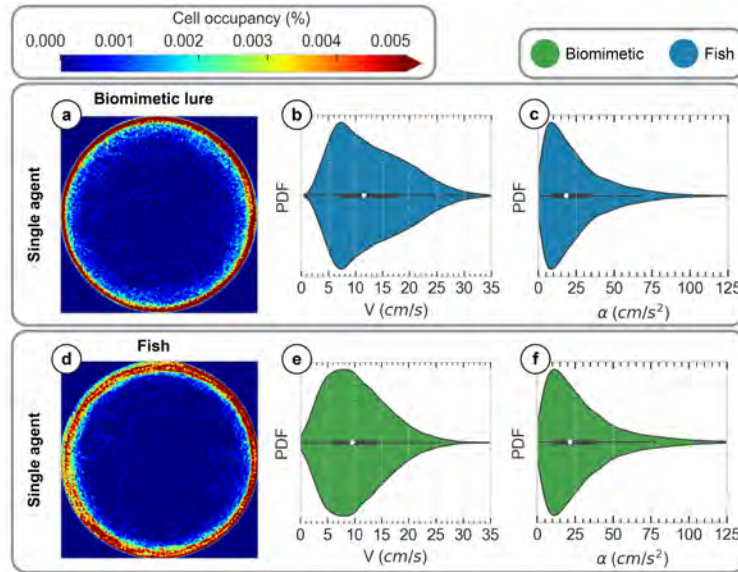 Cell occupancy (%)
0.000 0.001 0.002 0.003 0.004 0.005
Biomimetic Fish
a Biomimetic lure b c
Single agent
PDF PDF
0 5 10 15 20 25 30 35 0 25 50 75 100 125
V (cm/s) α (cm/s²)
d Fish e f
Single agent
PDF PDF
0 5 10 15 20 25 30 35 0 25 50 75 100 125
V (cm/s) α (cm/s²)